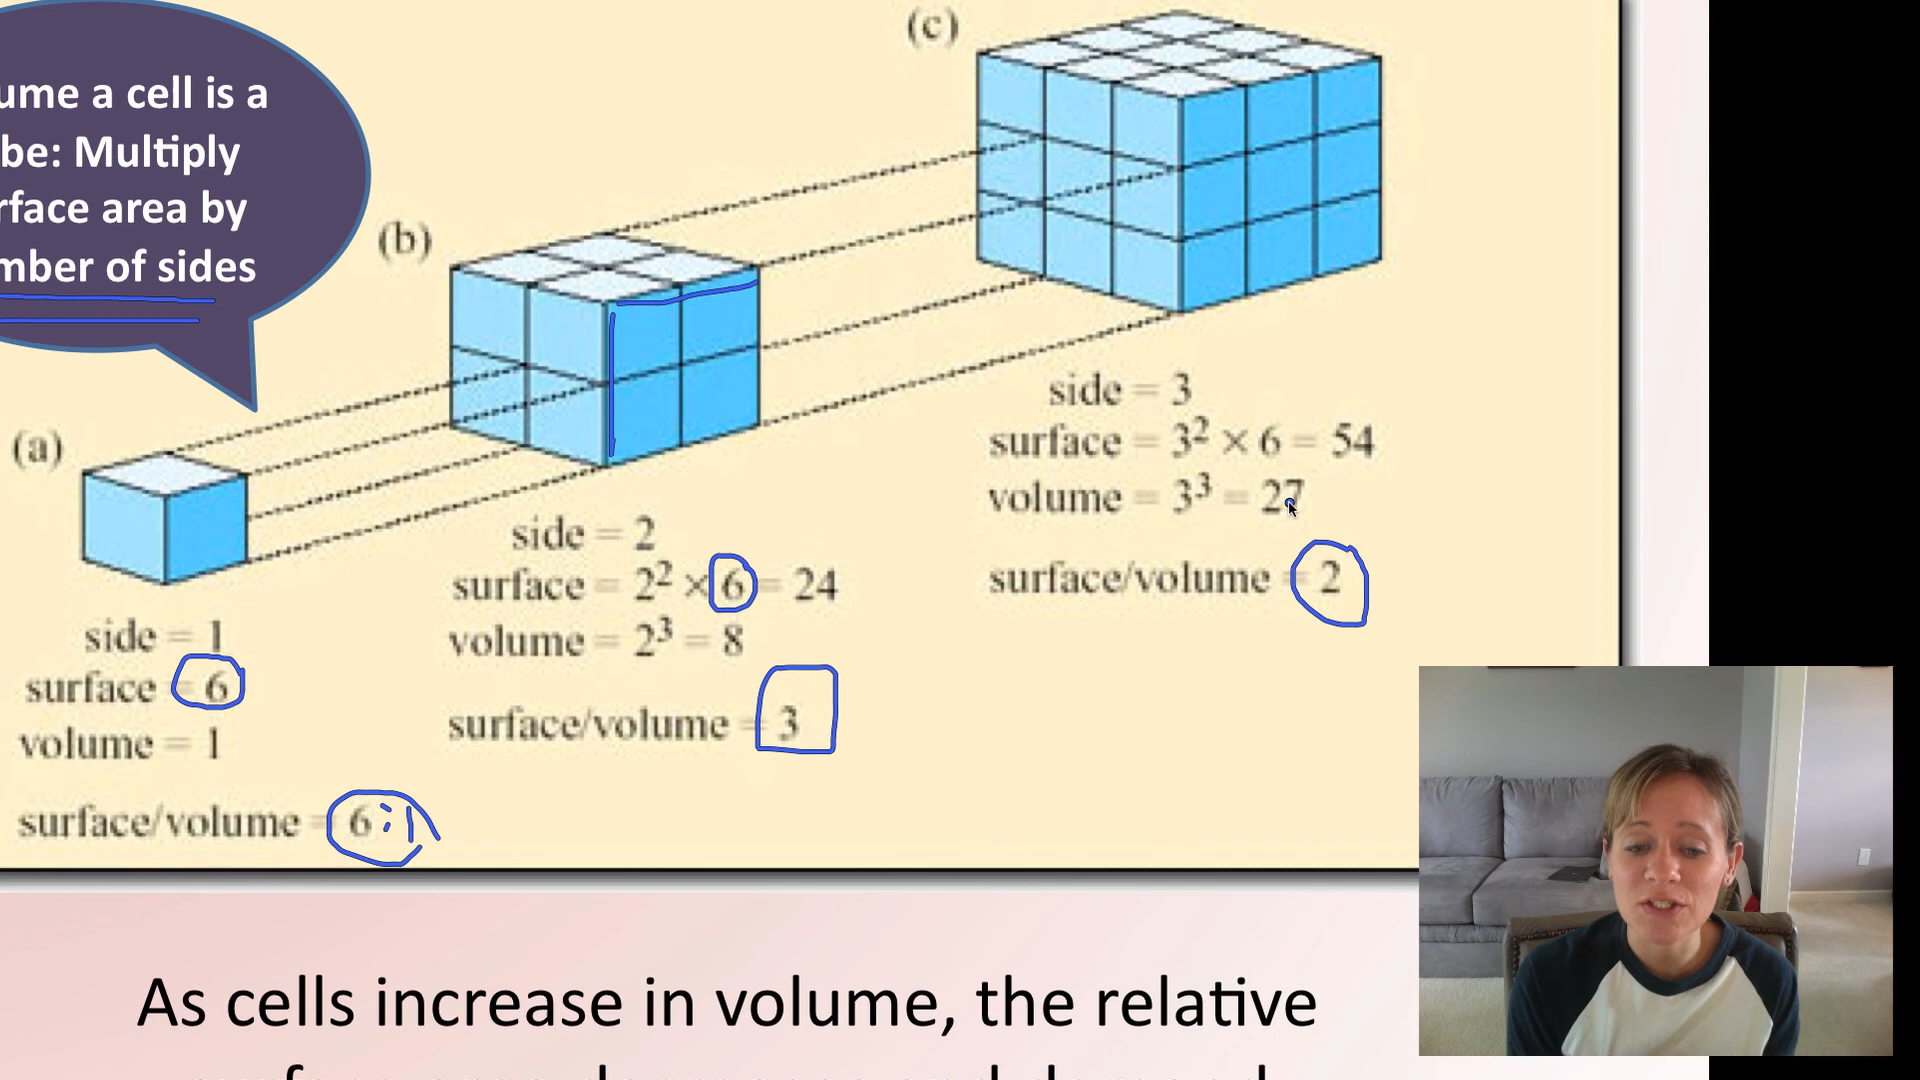 ume a cell is a
be: Multiply
rface area by
mber of sides
(a)
side = 1
surface = 6
volume = 1
surface/volume = 6 : 1
(b)
side = 2
surface = 2² × 6 = 24
volume = 2³ = 8
surface/volume = 3
(c)
side = 3
surface = 3² × 6 = 54
volume = 3³ = 27
surface/volume = 2
As cells increase in volume, the relative